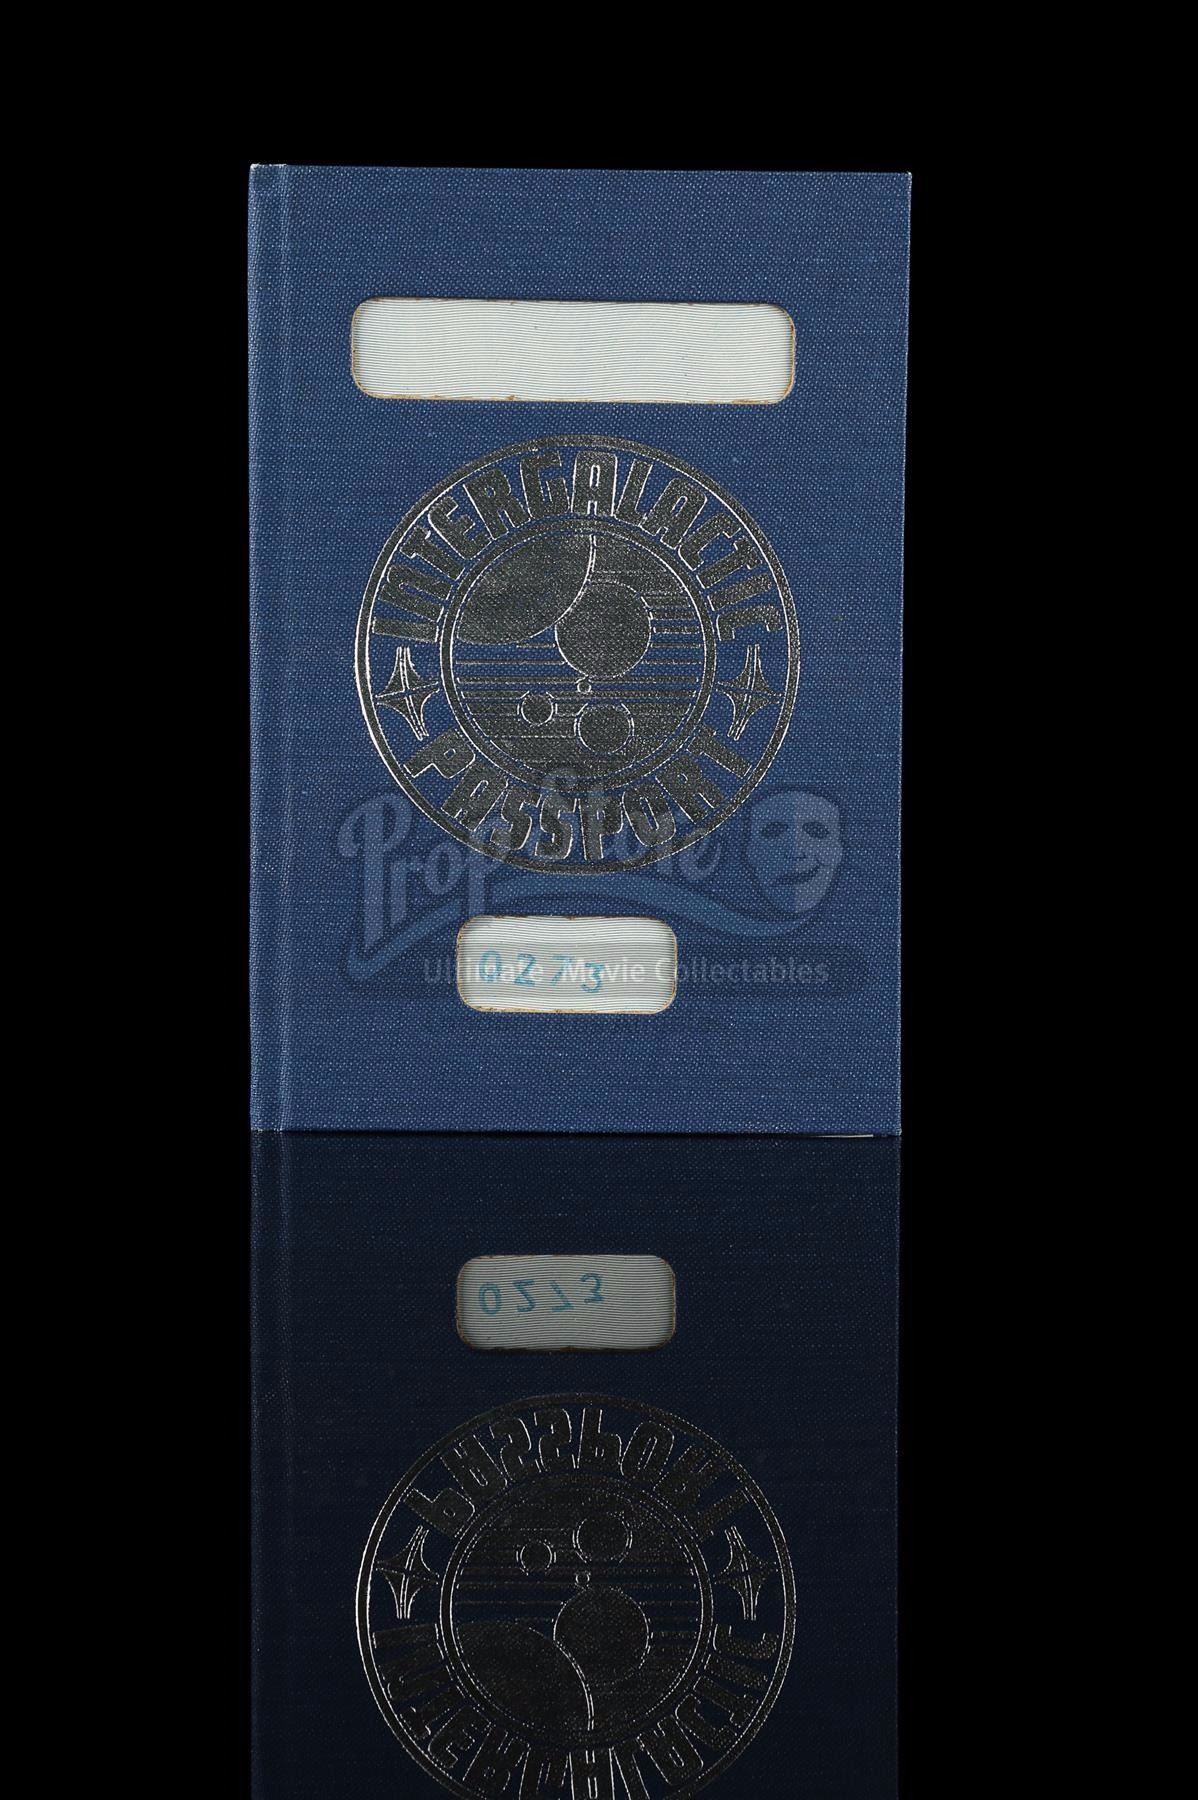 INTERGALACTIC
PASSPORT
Prop Store
Ultimate Movie Collectables
0273